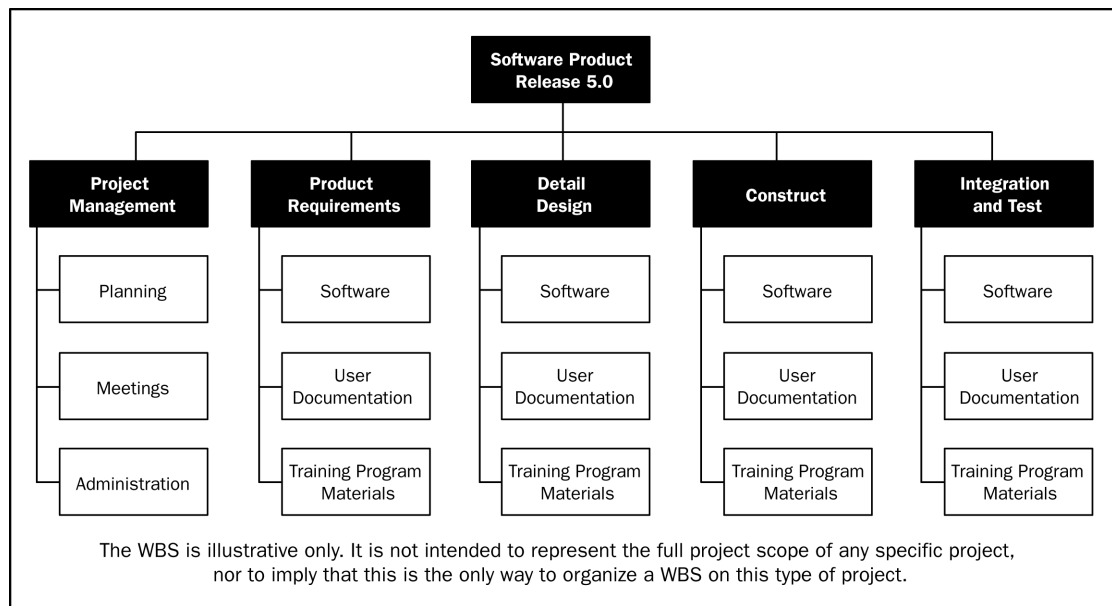 Software Product
Release 5.0
Project
Management
Product
Requirements
Detail
Design
Construct
Integration
and Test
Planning
Software
Software
Software
Software
Meetings
User
Documentation
User
Documentation
User
Documentation
User
Documentation
Administration
Training Program
Materials
Training Program
Materials
Training Program
Materials
Training Program
Materials
The WBS is illustrative only. It is not intended to represent the full project scope of any specific project,
nor to imply that this is the only way to organize a WBS on this type of project.